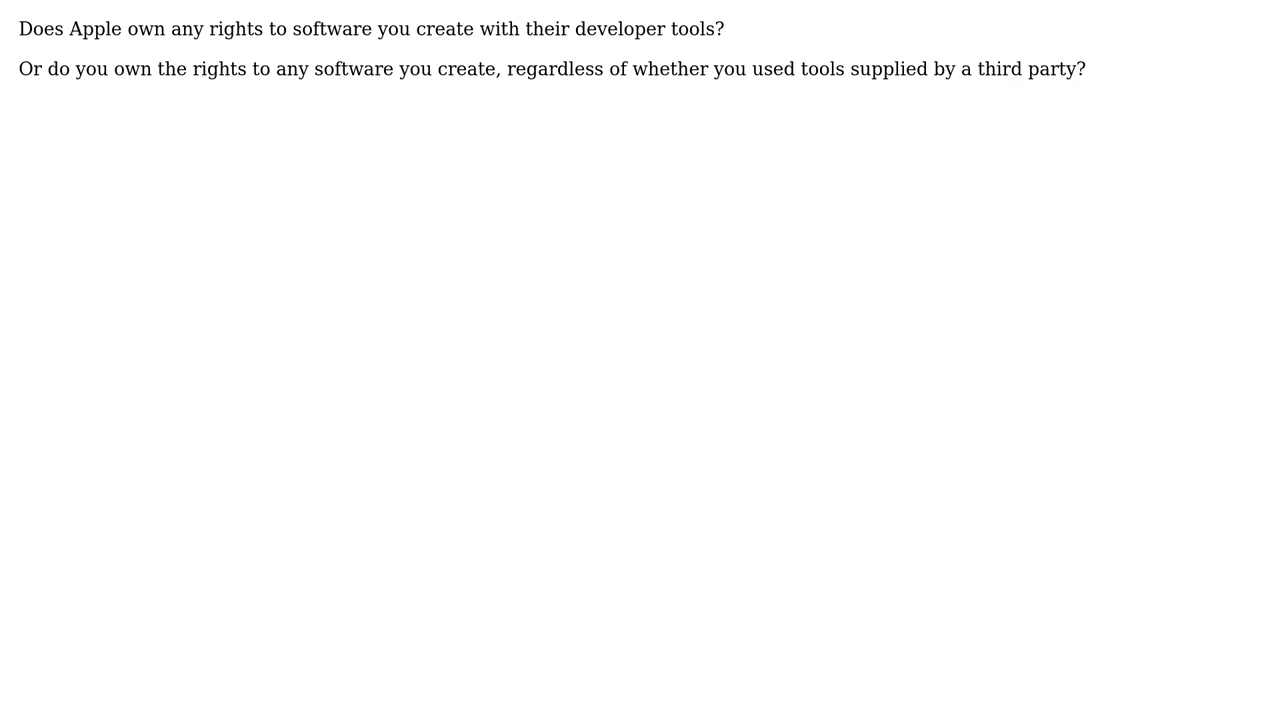 Does Apple own any rights to software you create with their developer tools?
Or do you own the rights to any software you create, regardless of whether you used tools supplied by a third party?